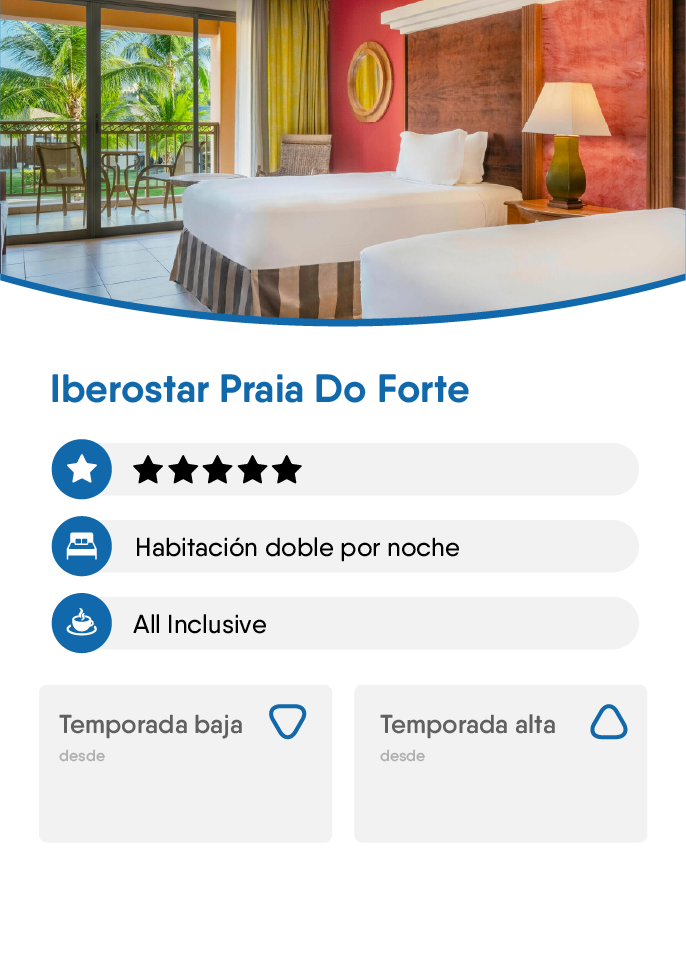 Iberostar Praia Do Forte
Habitación doble por noche
All Inclusive
Temporada baja
desde
Temporada alta
desde